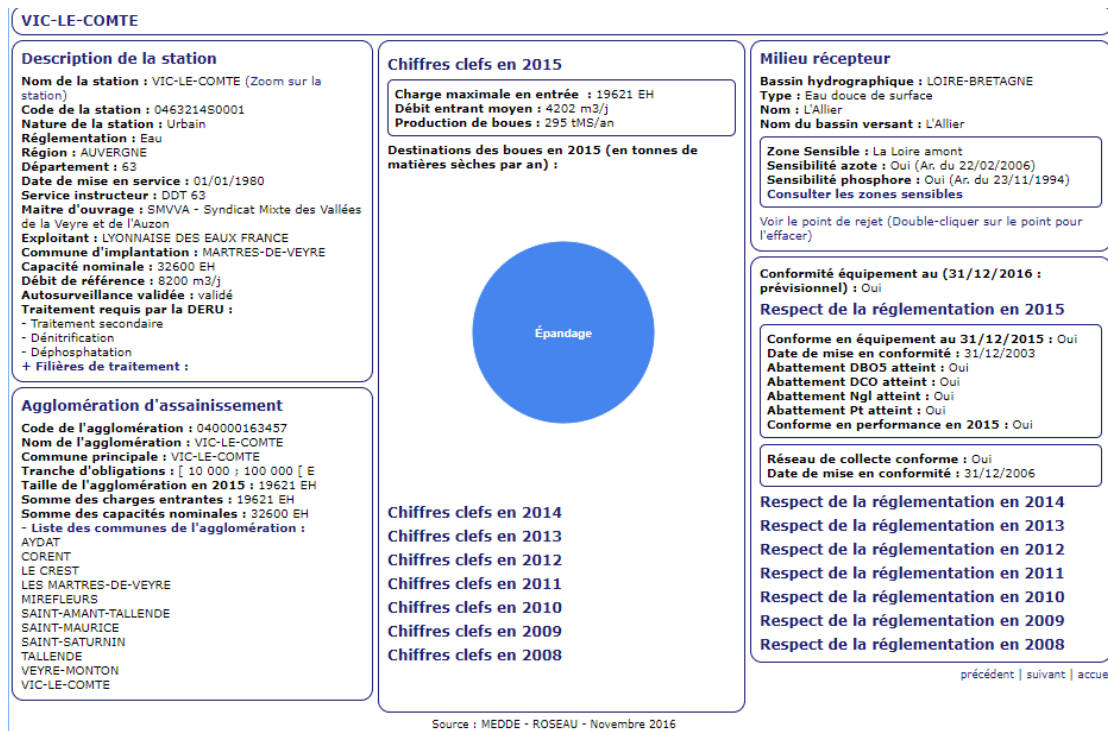 VIC-LE-COMTE
Description de la station
Nom de la station : VIC-LE-COMTE (Zoom sur la
station)
Code de la station : 0463214S0001
Nature de la station : Urbain
Réglementation : Eau
Région : AUVERGNE
Département : 63
Date de mise en service : 01/01/1980
Service instructeur : DDT 63
Maitre d'ouvrage : SMVVA - Syndicat Mixte des Vallées
de la Veyre et de l'Auzon
Exploitant : LYONNAISE DES EAUX FRANCE
Commune d'implantation : MARTRES-DE-VEYRE
Capacité nominale : 32600 EH
Débit de référence : 8200 m3/j
Autosurveillance validée : validé
Traitement requis par la DERU :
- Traitement secondaire
- Dénitrification
- Déphosphatation
+ Filières de traitement :
Agglomération d'assainissement
Code de l'agglomération : 040000163457
Nom de l'agglomération : VIC-LE-COMTE
Commune principale : VIC-LE-COMTE
Tranche d'obligations : [ 10 000 ; 100 000 [ E
Taille de l'agglomération en 2015 : 19621 EH
Somme des charges entrantes : 19621 EH
Somme des capacités nominales : 32600 EH
- Liste des communes de l'agglomération :
AYDAT
CORENT
LE CREST
LES MARTRES-DE-VEYRE
MIREFLEURS
SAINT-AMANT-TALLENDE
SAINT-MAURICE
SAINT-SATURNIN
TALLENDE
VEYRE-MONTON
VIC-LE-COMTE
Chiffres clefs en 2015
Charge maximale en entrée : 19621 EH
Débit entrant moyen : 4202 m3/j
Production de boues : 295 tMS/an
Destinations des boues en 2015 (en tonnes de
matières sèches par an) :
Épandage
Chiffres clefs en 2014
Chiffres clefs en 2013
Chiffres clefs en 2012
Chiffres clefs en 2011
Chiffres clefs en 2010
Chiffres clefs en 2009
Chiffres clefs en 2008
Milieu récepteur
Bassin hydrographique : LOIRE-BRETAGNE
Type : Eau douce de surface
Nom : L'Allier
Nom du bassin versant : L'Allier
Zone Sensible : La Loire amont
Sensibilité azote : Oui (Ar. du 22/02/2006)
Sensibilité phosphore : Oui (Ar. du 23/11/1994)
Consulter les zones sensibles
Voir le point de rejet (Double-cliquer sur le point pour
l'effacer)
Conformité équipement au (31/12/2016 :
prévisionnel) : Oui
Respect de la réglementation en 2015
Conforme en équipement au 31/12/2015 : Oui
Date de mise en conformité : 31/12/2003
Abattement DBO5 atteint : Oui
Abattement DCO atteint : Oui
Abattement Ngl atteint : Oui
Abattement Pt atteint : Oui
Conforme en performance en 2015 : Oui
Réseau de collecte conforme : Oui
Date de mise en conformité : 31/12/2006
Respect de la réglementation en 2014
Respect de la réglementation en 2013
Respect de la réglementation en 2012
Respect de la réglementation en 2011
Respect de la réglementation en 2010
Respect de la réglementation en 2009
Respect de la réglementation en 2008
précédent | suivant | accue
Source : MEDDE - ROSEAU - Novembre 2016